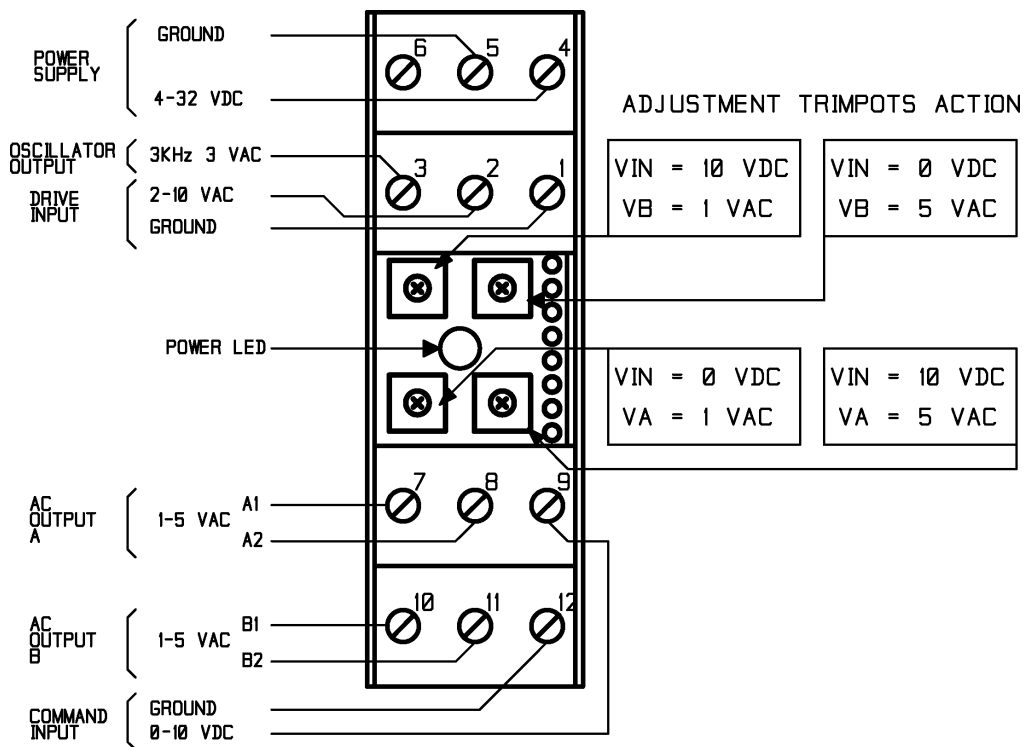 POWER
SUPPLY
GROUND
4-32 VDC
6 5 4
ADJUSTMENT TRIMPOTS ACTION
OSCILLATOR
OUTPUT
3KHz 3 VAC
DRIVE
INPUT
2-10 VAC
GROUND
3 2 1
VIN = 10 VDC
VB = 1 VAC
VIN = 0 VDC
VB = 5 VAC
POWER LED
VIN = 0 VDC
VA = 1 VAC
VIN = 10 VDC
VA = 5 VAC
AC
OUTPUT
A
1-5 VAC
A1
A2
7 8 9
AC
OUTPUT
B
1-5 VAC
B1
B2
10 11 12
COMMAND
INPUT
GROUND
0-10 VDC